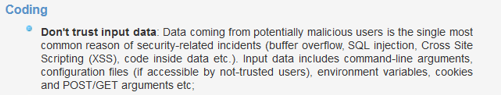 Coding
Don't trust input data: Data coming from potentially malicious users is the single most
common reason of security-related incidents (buffer overflow, SQL injection, Cross Site
Scripting (XSS), code inside data etc.). Input data includes command-line arguments,
configuration files (if accessible by not-trusted users), environment variables, cookies
and POST/GET arguments etc;